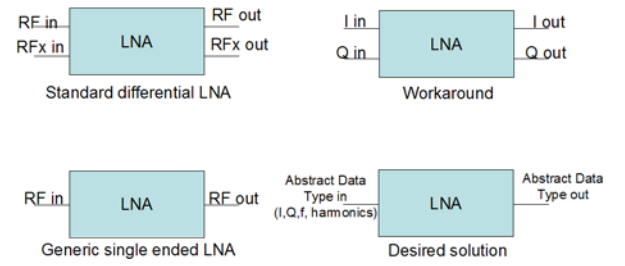 RF in
RF out
LNA
RFx in
RFx out
Standard differential LNA
I in
I out
LNA
Q in
Q out
Workaround
RF in
LNA
RF out
Generic single ended LNA
Abstract Data
Type in
(I,Q,f, harmonics)
LNA
Abstract Data
Type out
Desired solution